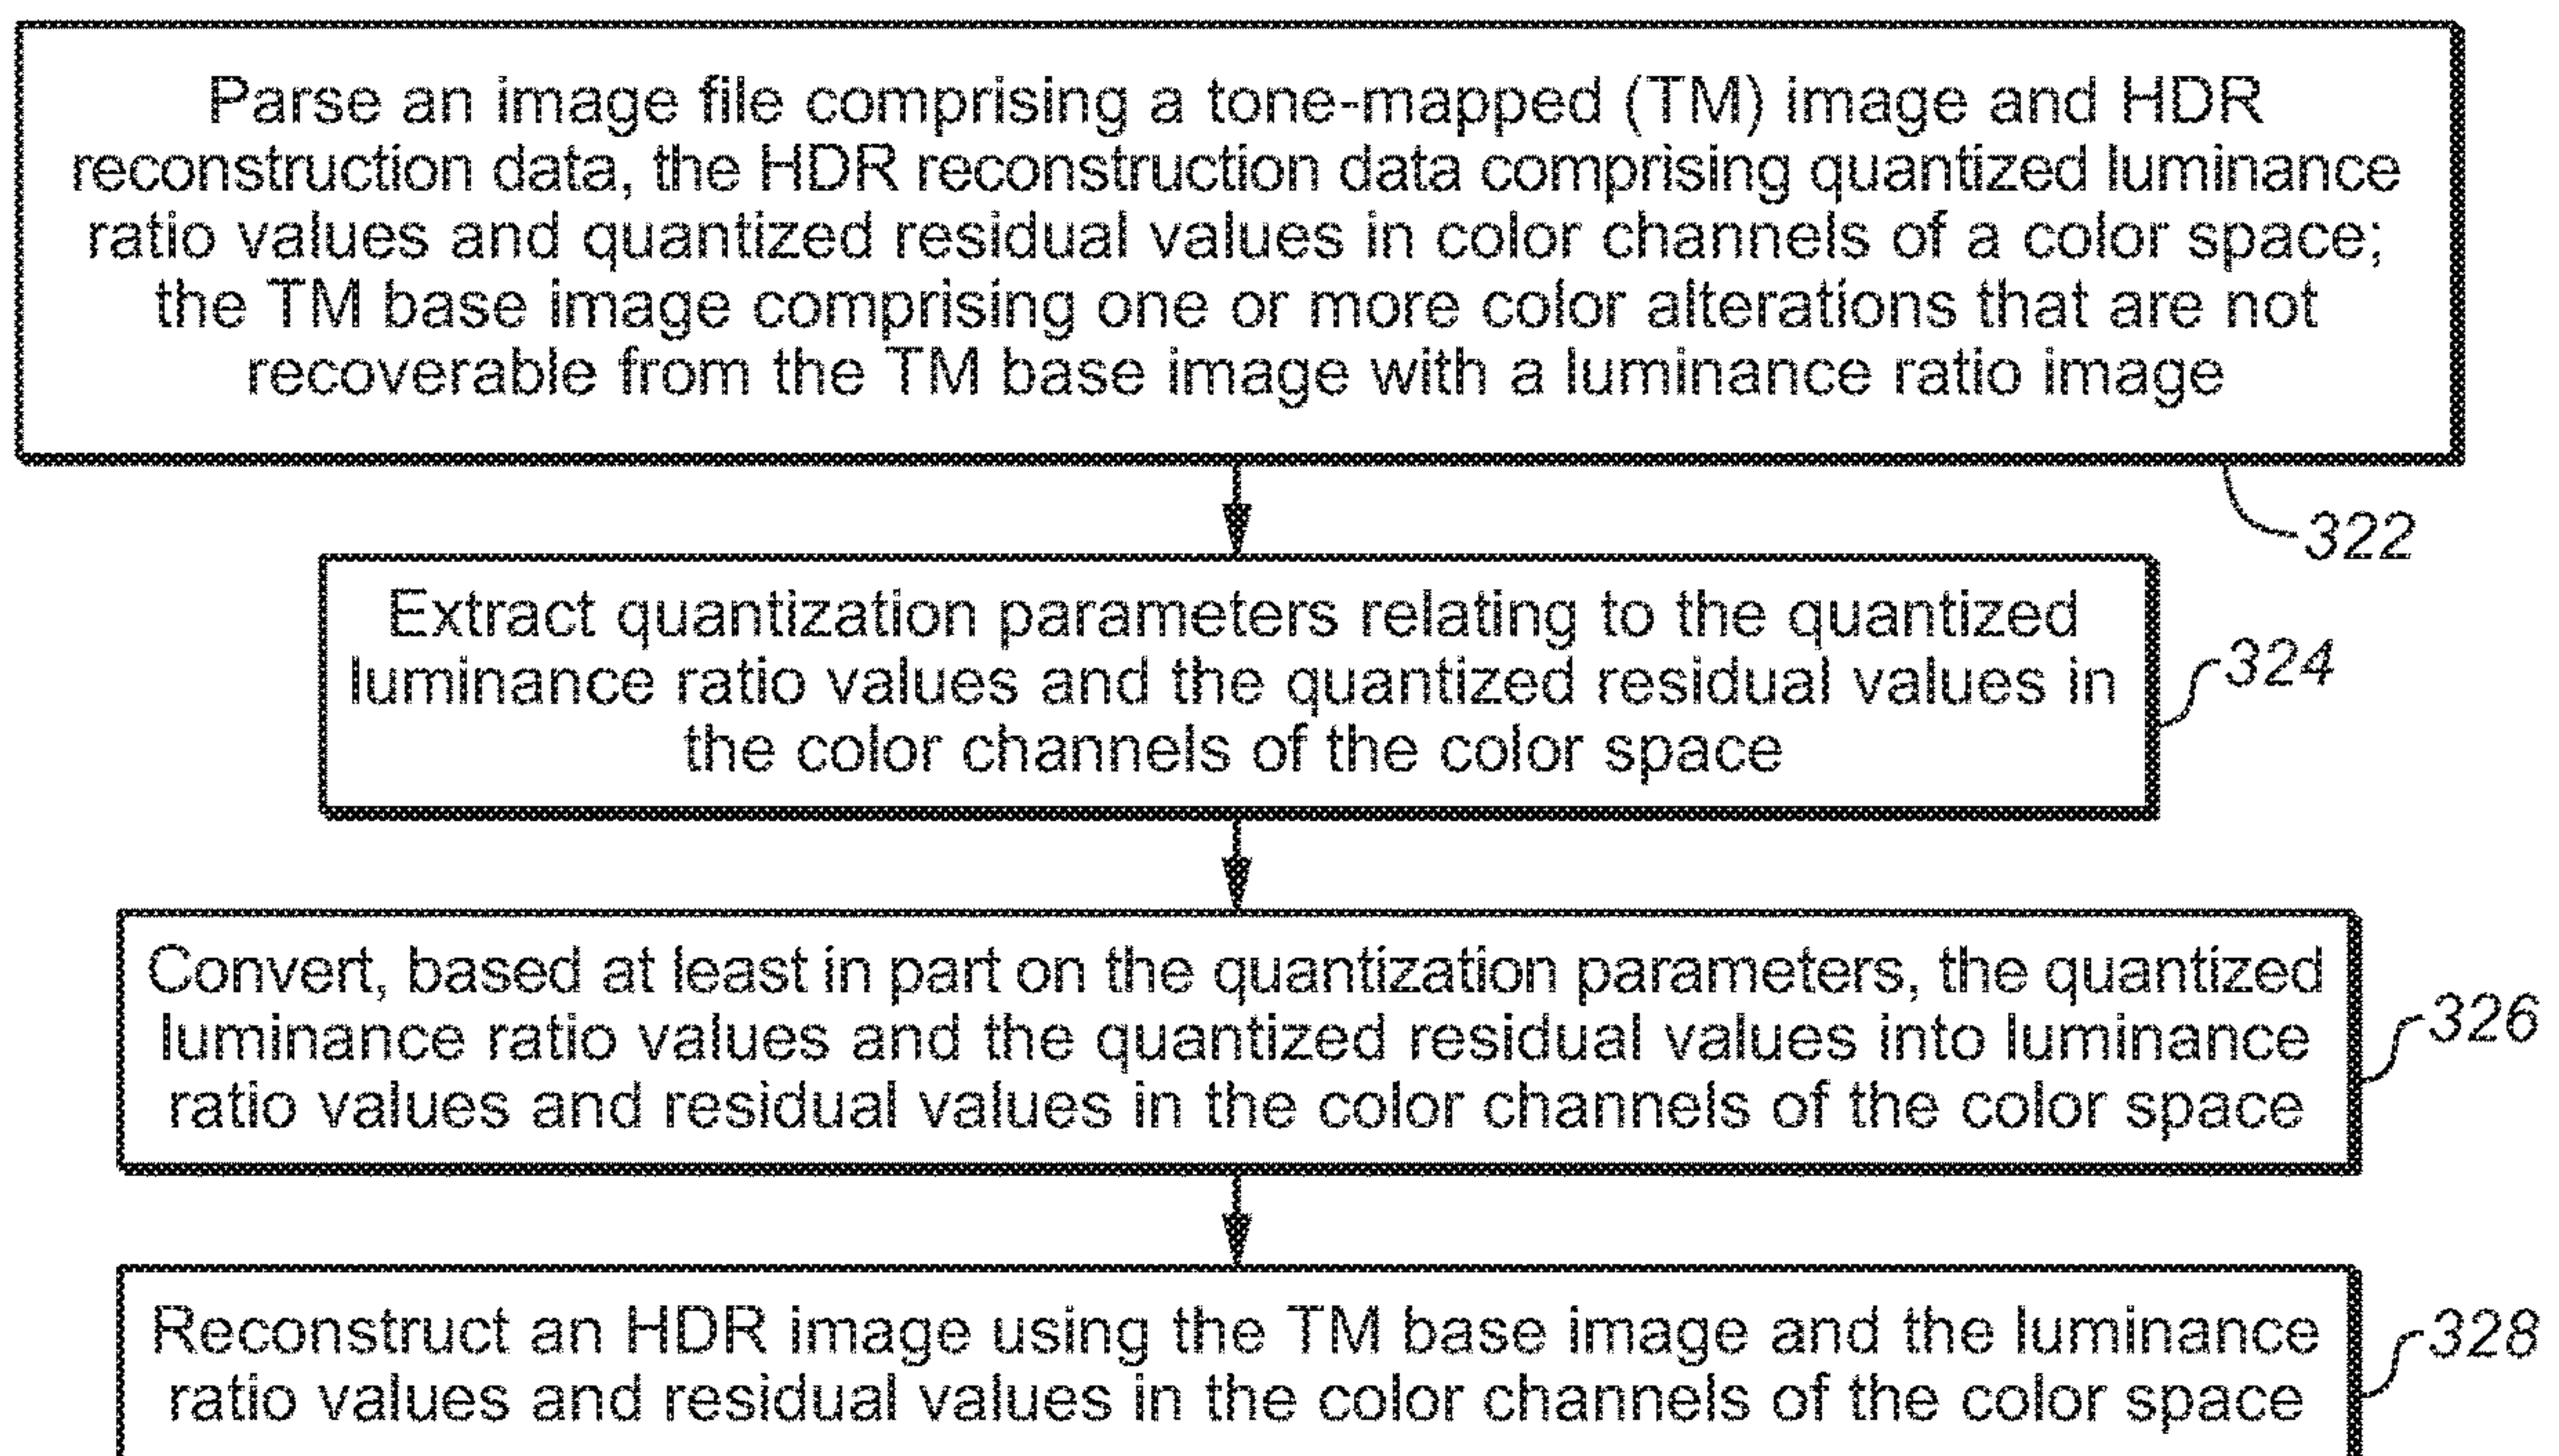 Parse an image file comprising a tone-mapped (TM) image and HDR
reconstruction data, the HDR reconstruction data comprising quantized luminance
ratio values and quantized residual values in color channels of a color space;
the TM base image comprising one or more color alterations that are not
recoverable from the TM base image with a luminance ratio image
322
Extract quantization parameters relating to the quantized
luminance ratio values and the quantized residual values in
the color channels of the color space
324
Convert, based at least in part on the quantization parameters, the quantized
luminance ratio values and the quantized residual values into luminance
ratio values and residual values in the color channels of the color space
326
Reconstruct an HDR image using the TM base image and the luminance
ratio values and residual values in the color channels of the color space
328